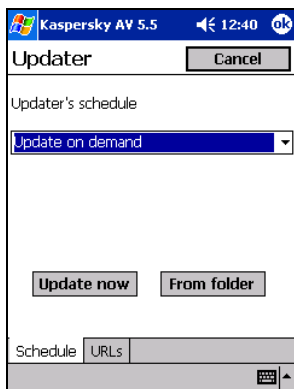 Kaspersky AV 5.5 12:40 ok
Updater Cancel
Updater's schedule
Update on demand
Update now From folder
Schedule URLs